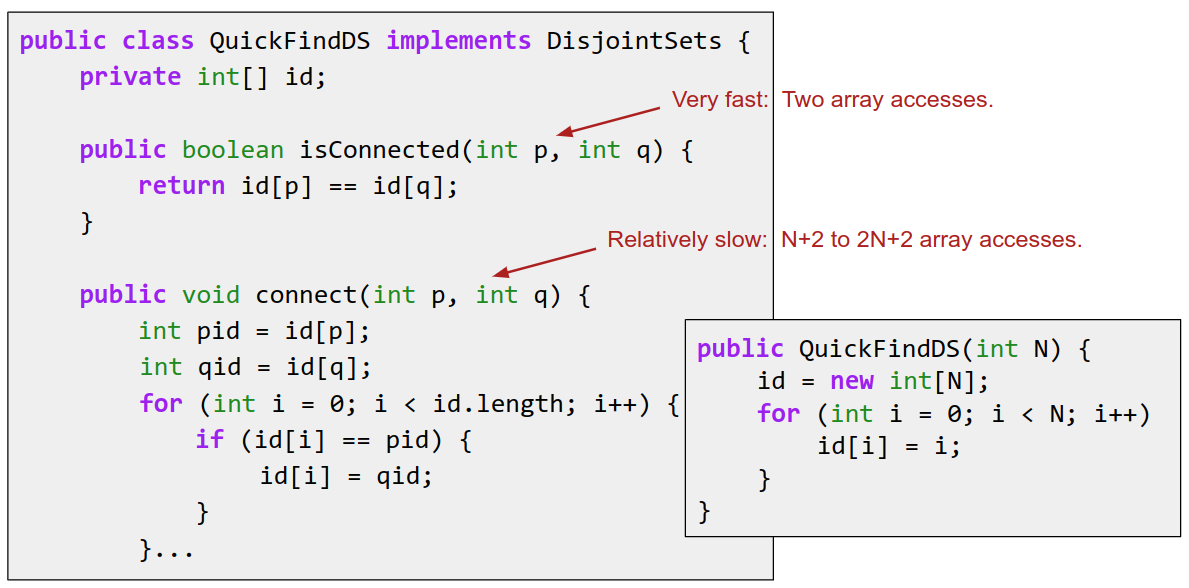 public class QuickFindDS implements DisjointSets {
    private int[] id;
Very fast: Two array accesses.
    public boolean isConnected(int p, int q) {
        return id[p] == id[q];
    }
Relatively slow: N+2 to 2N+2 array accesses.
    public void connect(int p, int q) {
        int pid = id[p];
        int qid = id[q];
        for (int i = 0; i < id.length; i++) {
            if (id[i] == pid) {
                id[i] = qid;
            }
        }...
public QuickFindDS(int N) {
    id = new int[N];
    for (int i = 0; i < N; i++)
        id[i] = i;
    }
}